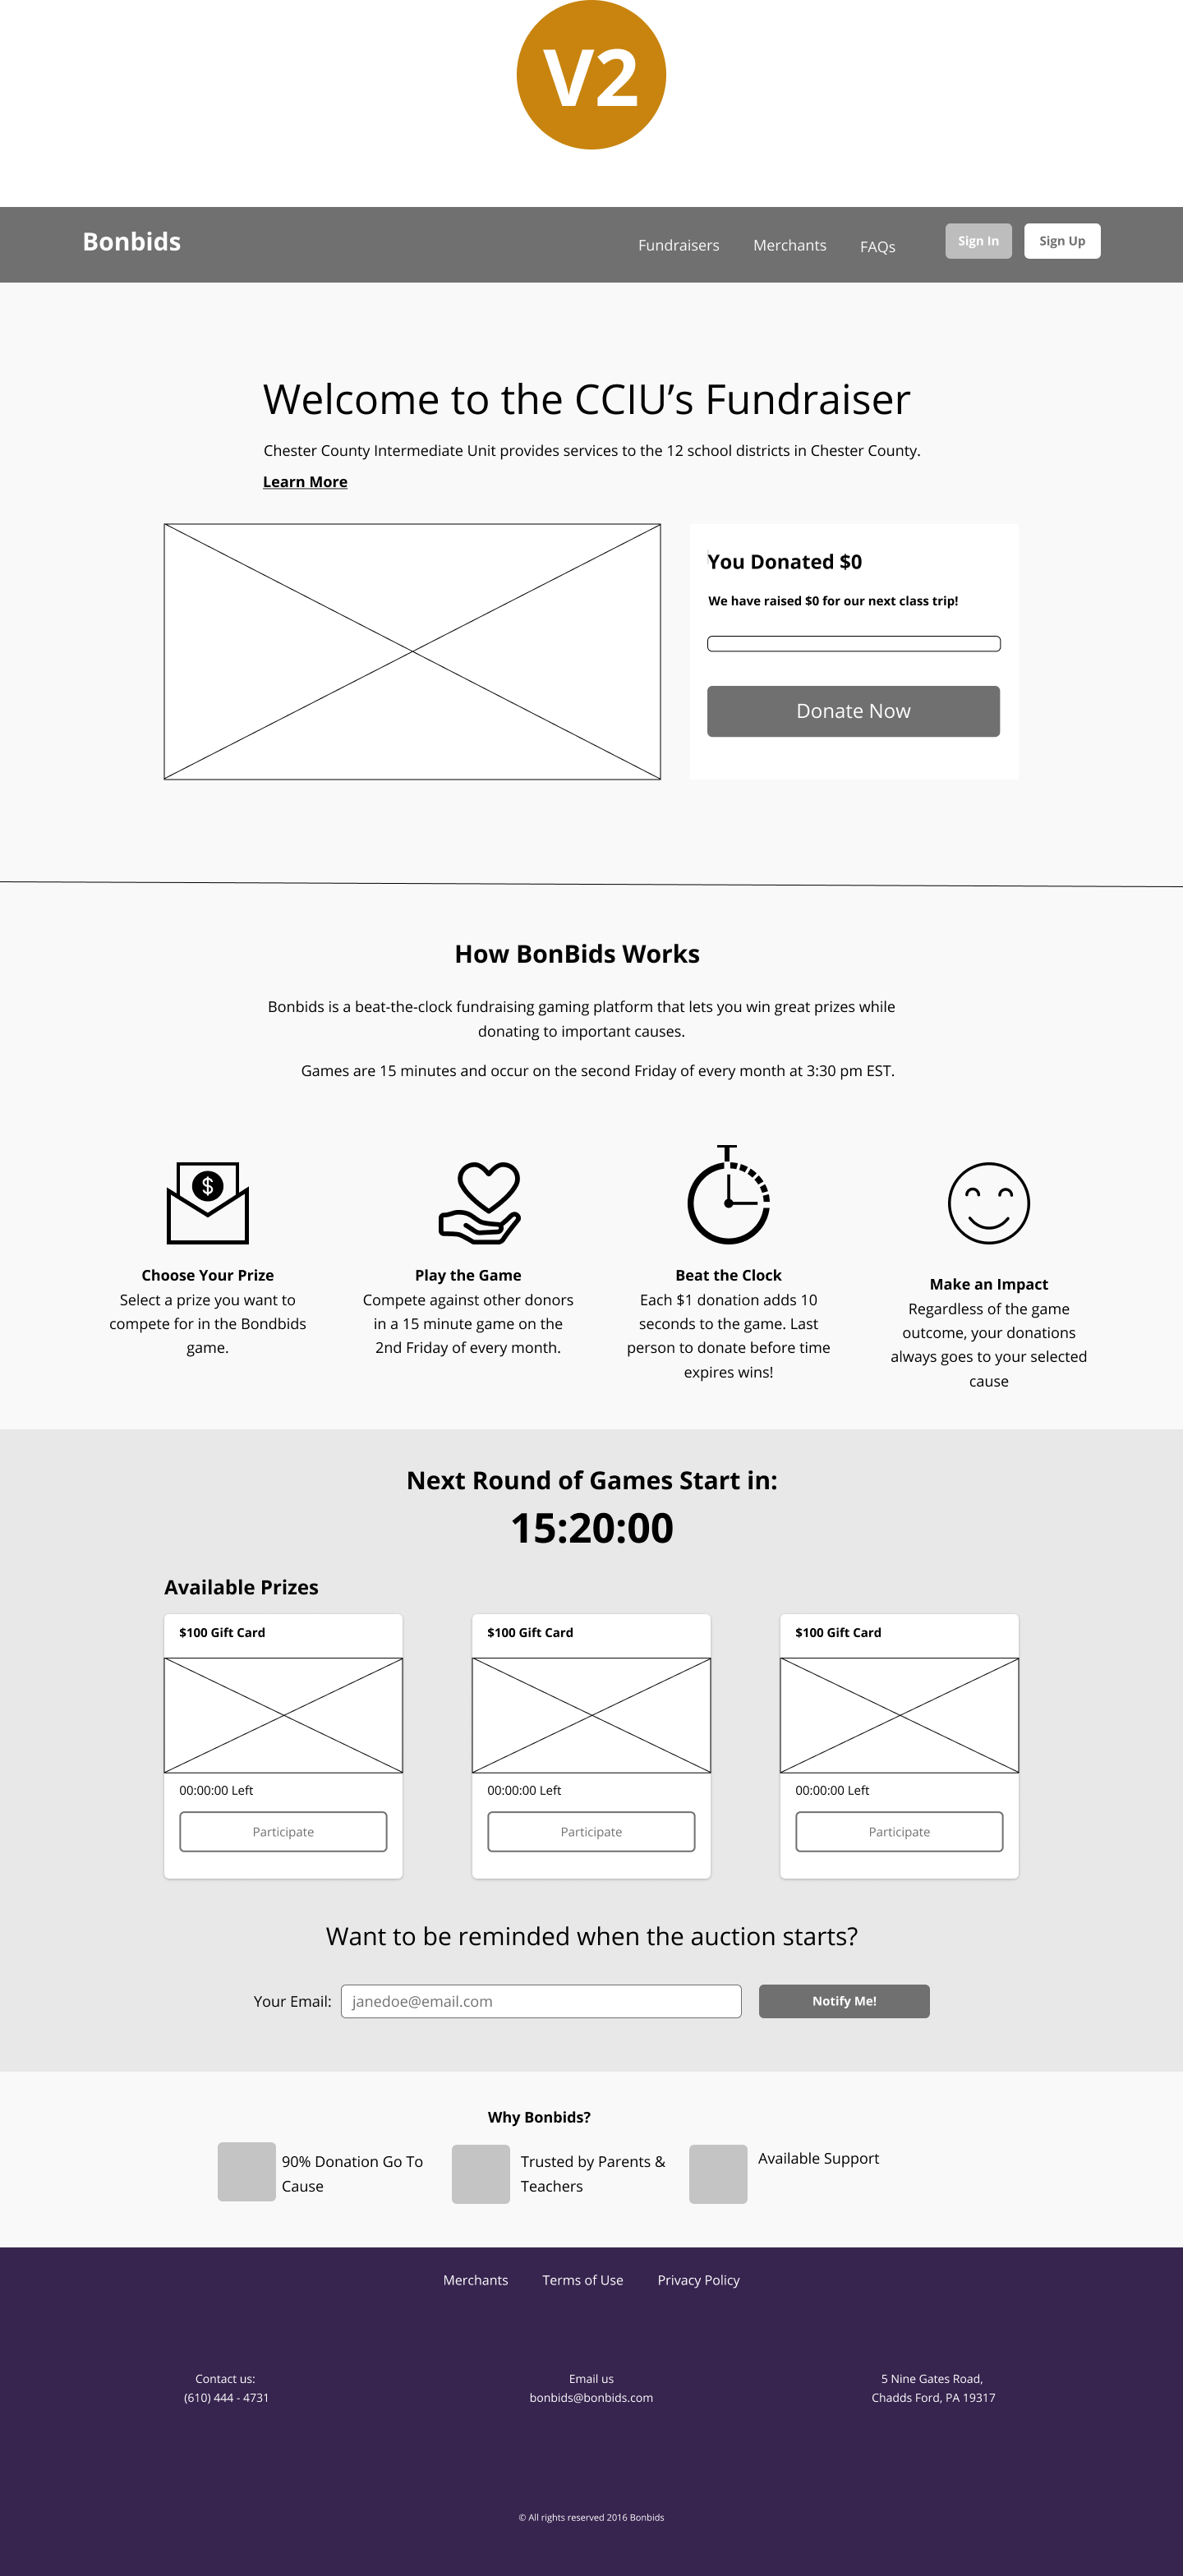 V2
Bonbids
Fundraisers
Merchants
FAQs
Sign In
Sign Up
Welcome to the CCIU’s Fundraiser
Chester County Intermediate Unit provides services to the 12 school districts in Chester County.
Learn More
You Donated $0
We have raised $0 for our next class trip!
Donate Now
How BonBids Works
Bonbids is a beat-the-clock fundraising gaming platform that lets you win great prizes while
donating to important causes.
Games are 15 minutes and occur on the second Friday of every month at 3:30 pm EST.
$
Choose Your Prize
Select a prize you want to
compete for in the Bondbids
game.
Play the Game
Compete against other donors
in a 15 minute game on the
2nd Friday of every month.
Beat the Clock
Each $1 donation adds 10
seconds to the game. Last
person to donate before time
expires wins!
Make an Impact
Regardless of the game
outcome, your donations
always goes to your selected
cause
Next Round of Games Start in:
15:20:00
Available Prizes
$100 Gift Card
00:00:00 Left
Participate
$100 Gift Card
00:00:00 Left
Participate
$100 Gift Card
00:00:00 Left
Participate
Want to be reminded when the auction starts?
Your Email:
janedoe@email.com
Notify Me!
Why Bonbids?
90% Donation Go To
Cause
Trusted by Parents &
Teachers
Available Support
Merchants
Terms of Use
Privacy Policy
Contact us:
(610) 444 - 4731
Email us
bonbids@bonbids.com
5 Nine Gates Road,
Chadds Ford, PA 19317
© All rights reserved 2016 Bonbids